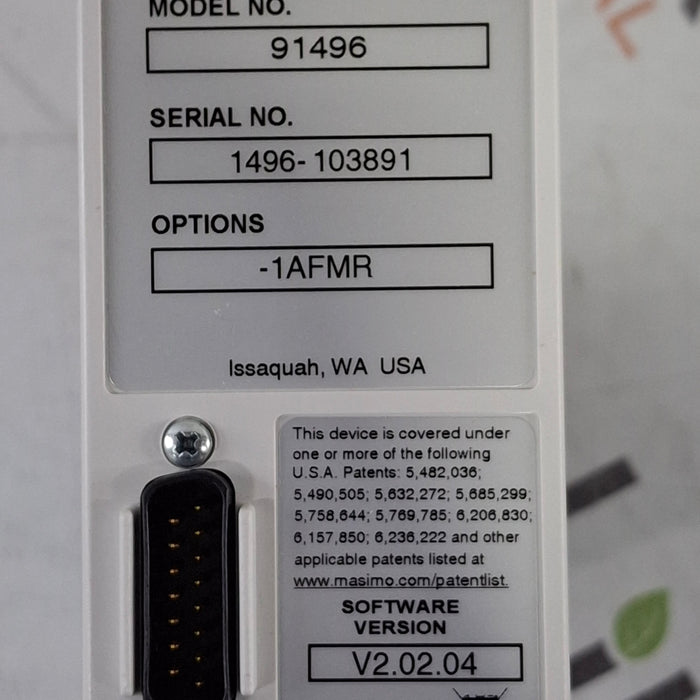 MODEL NO.
91496
SERIAL NO.
1496-103891
OPTIONS
-1AFMR
Issaquah, WA USA
This device is covered under
one or more of the following
U.S.A. Patents: 5,482,036;
5,490,505; 5,632,272; 5,685,299;
5,758,644; 5,769,785; 6,206,830;
6,157,850; 6,236,222 and other
applicable patents listed at
www.masimo.com/patentlist.
SOFTWARE
VERSION
V2.02.04